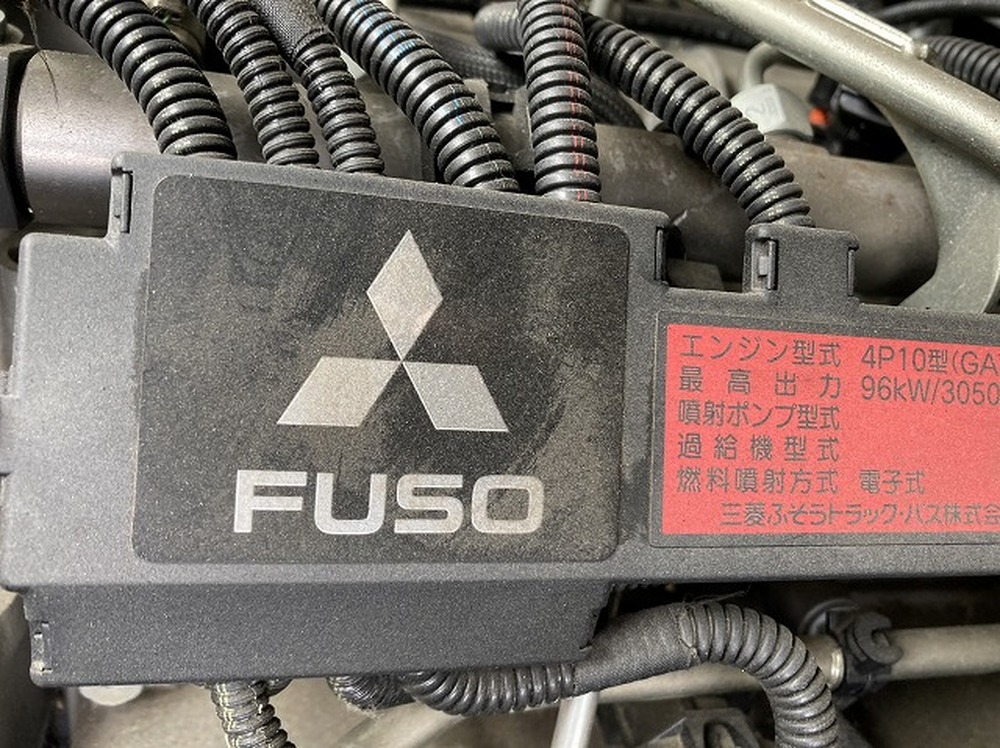 FUSO
エンジン型式 4P10型(GA
最高出力 96kW/3050
噴射ポンプ型式
過給機型式
燃料噴射方式 電子式
三菱ふそうトラック・バス株式会